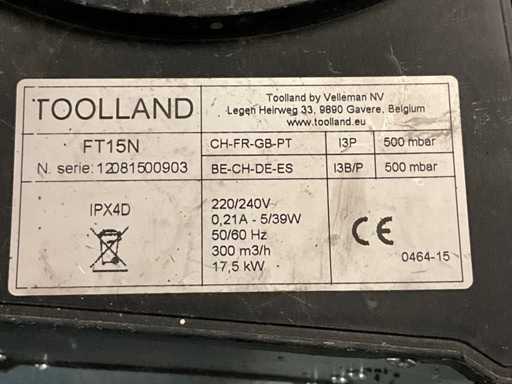 TOOLLAND
Toolland by Velleman NV
Legen Heirweg 33, 9890 Gavere, Belgium
www.toolland.eu
FT15N
N. serie: 12081500903
CH-FR-GB-PT I3P 500 mbar
BE-CH-DE-ES I3B/P 500 mbar
IPX4D
220/240V
0,21A - 5/39W
50/60 Hz
300 m3/h
17,5 kW
CE
0464-15